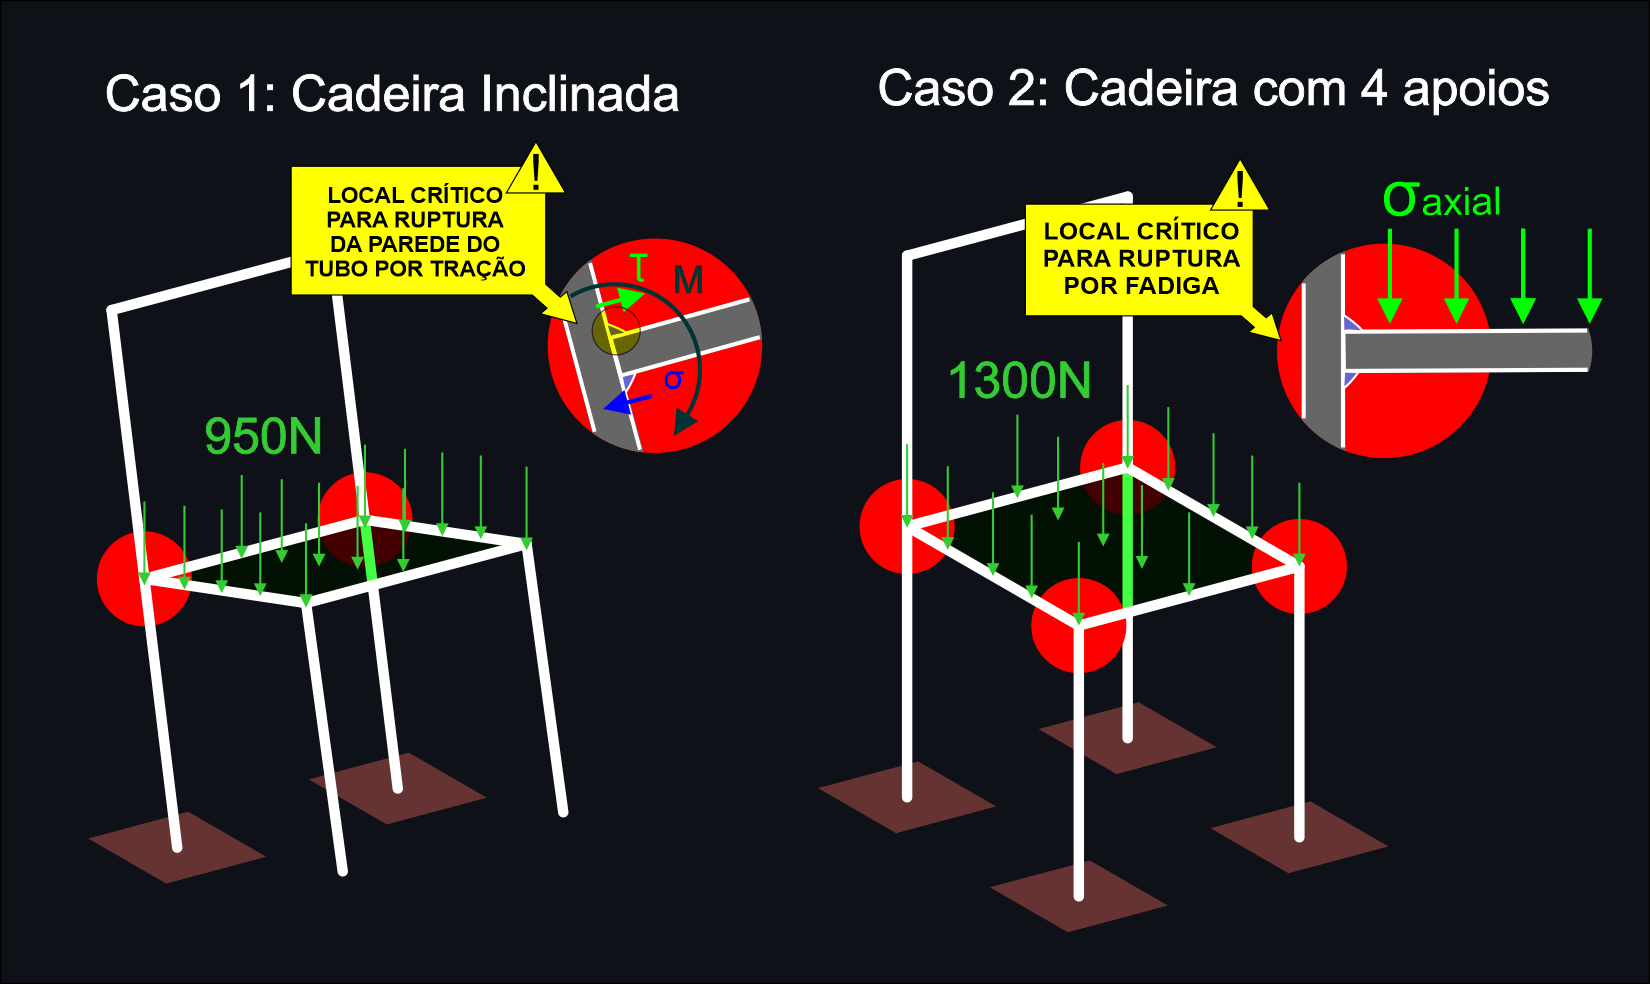 Caso 1: Cadeira Inclinada
Caso 2: Cadeira com 4 apoios
!
LOCAL CRÍTICO
PARA RUPTURA
DA PAREDE DO
TUBO POR TRAÇÃO
τ
M
σ
950N
!
LOCAL CRÍTICO
PARA RUPTURA
POR FADIGA
σaxial
1300N